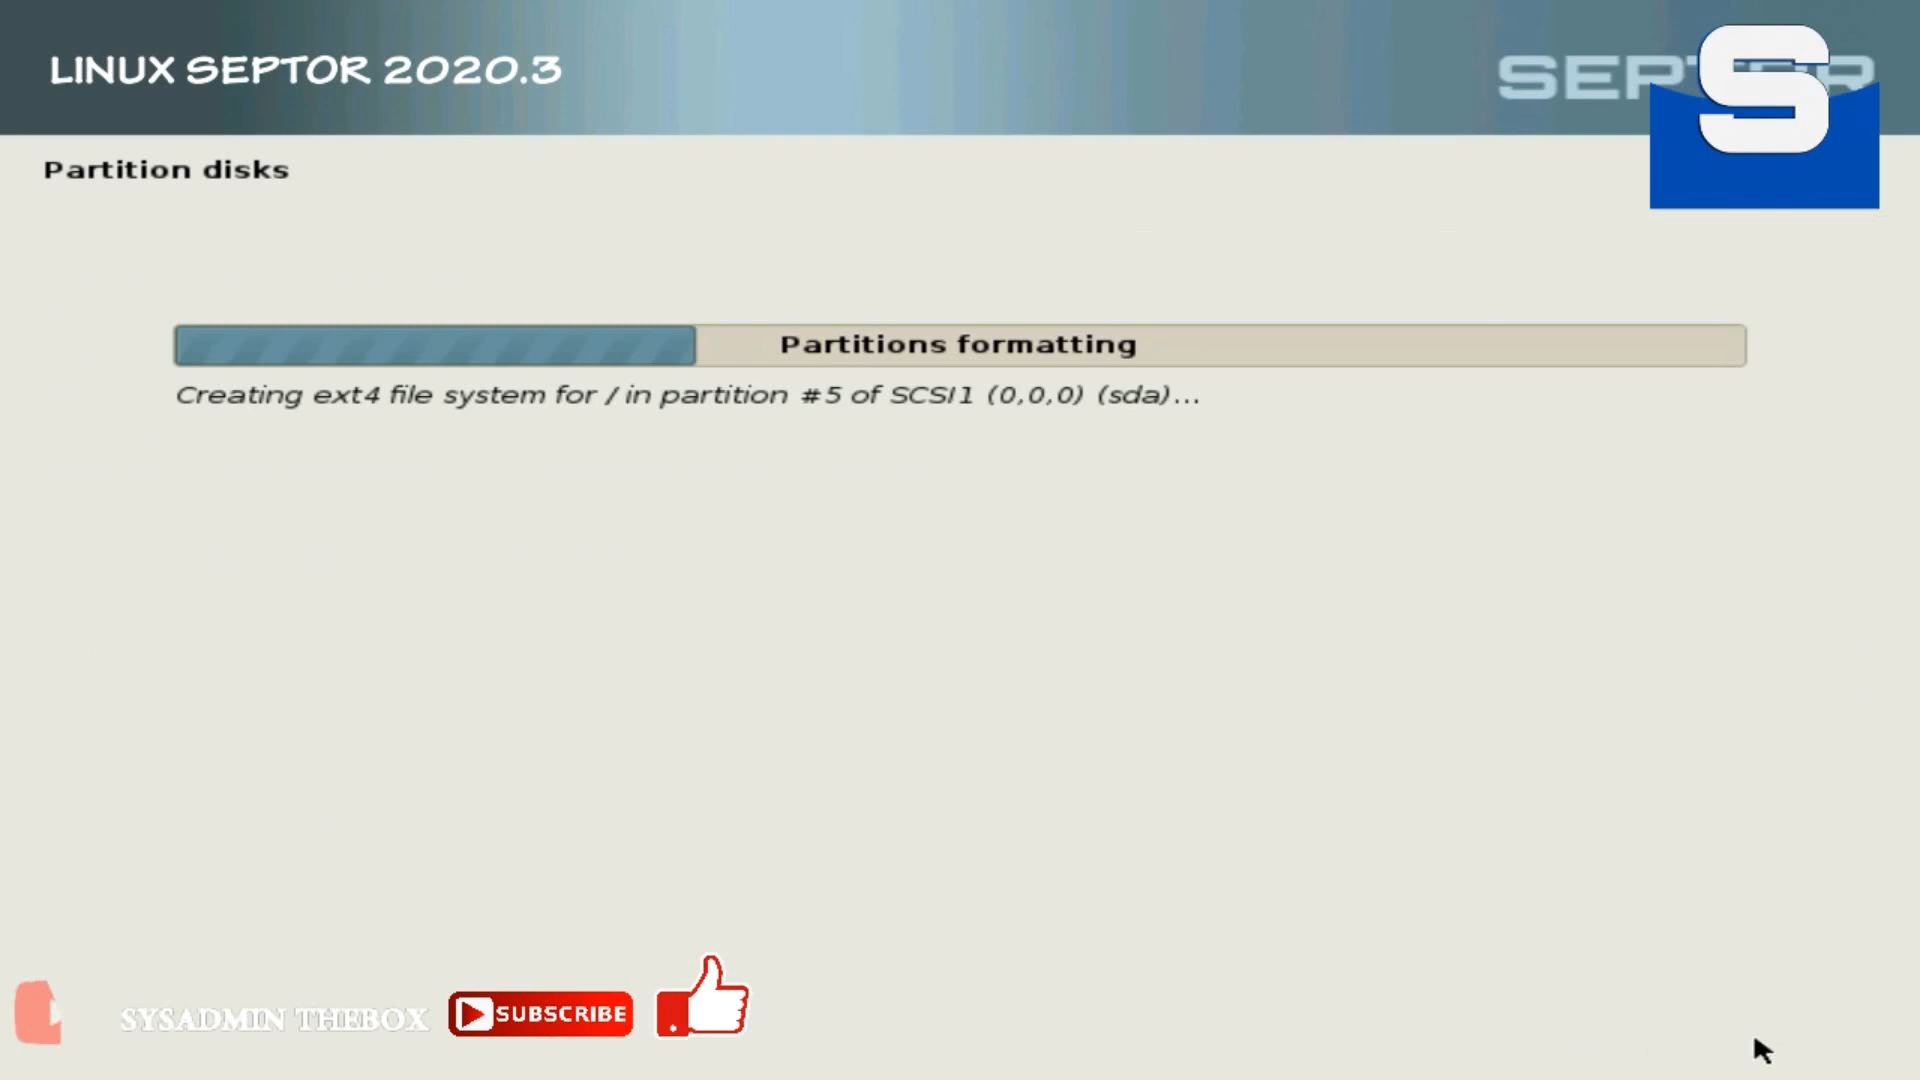 LINUX SEPTOR 2020.3
SEPTOR
S
Partition disks
Partitions formatting
Creating ext4 file system for / in partition #5 of SCSI1 (0,0,0) (sda)...
SYSADMIN THEBOX
SUBSCRIBE